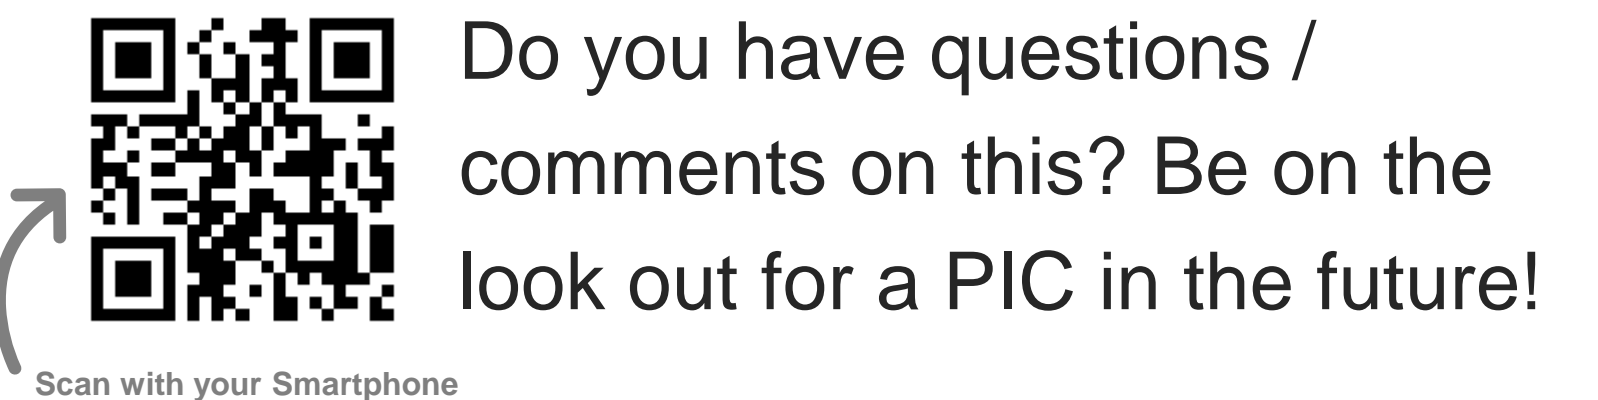 Do you have questions /
comments on this? Be on the
look out for a PIC in the future!
Scan with your Smartphone